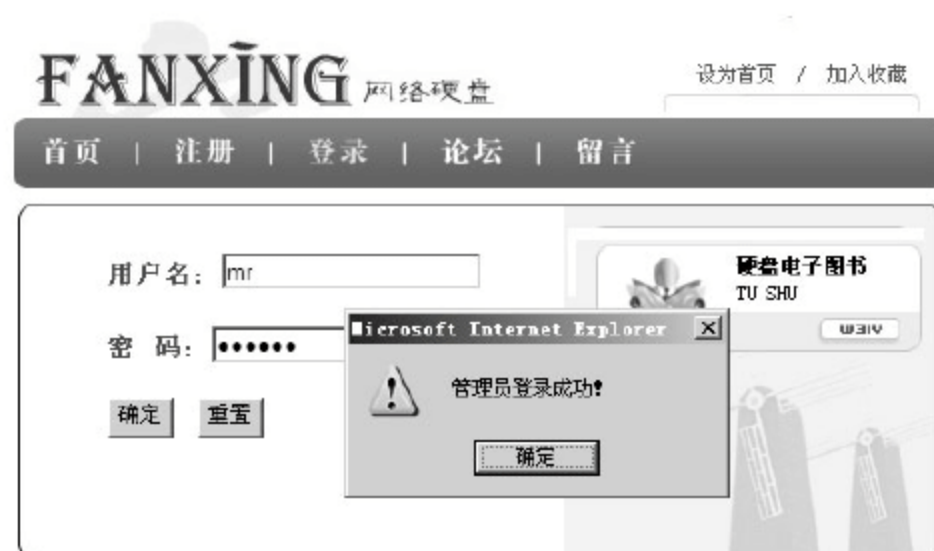 FANXĪNG 网络硬盘
设为首页 / 加入收藏
首页 | 注册 | 登录 | 论坛 | 留言
用户名: mr
硬盘电子图书
TU SHU
VIEW
密 码: ●●●●●●
Microsoft Internet Explorer
管理员登录成功!
确定 重置
确定